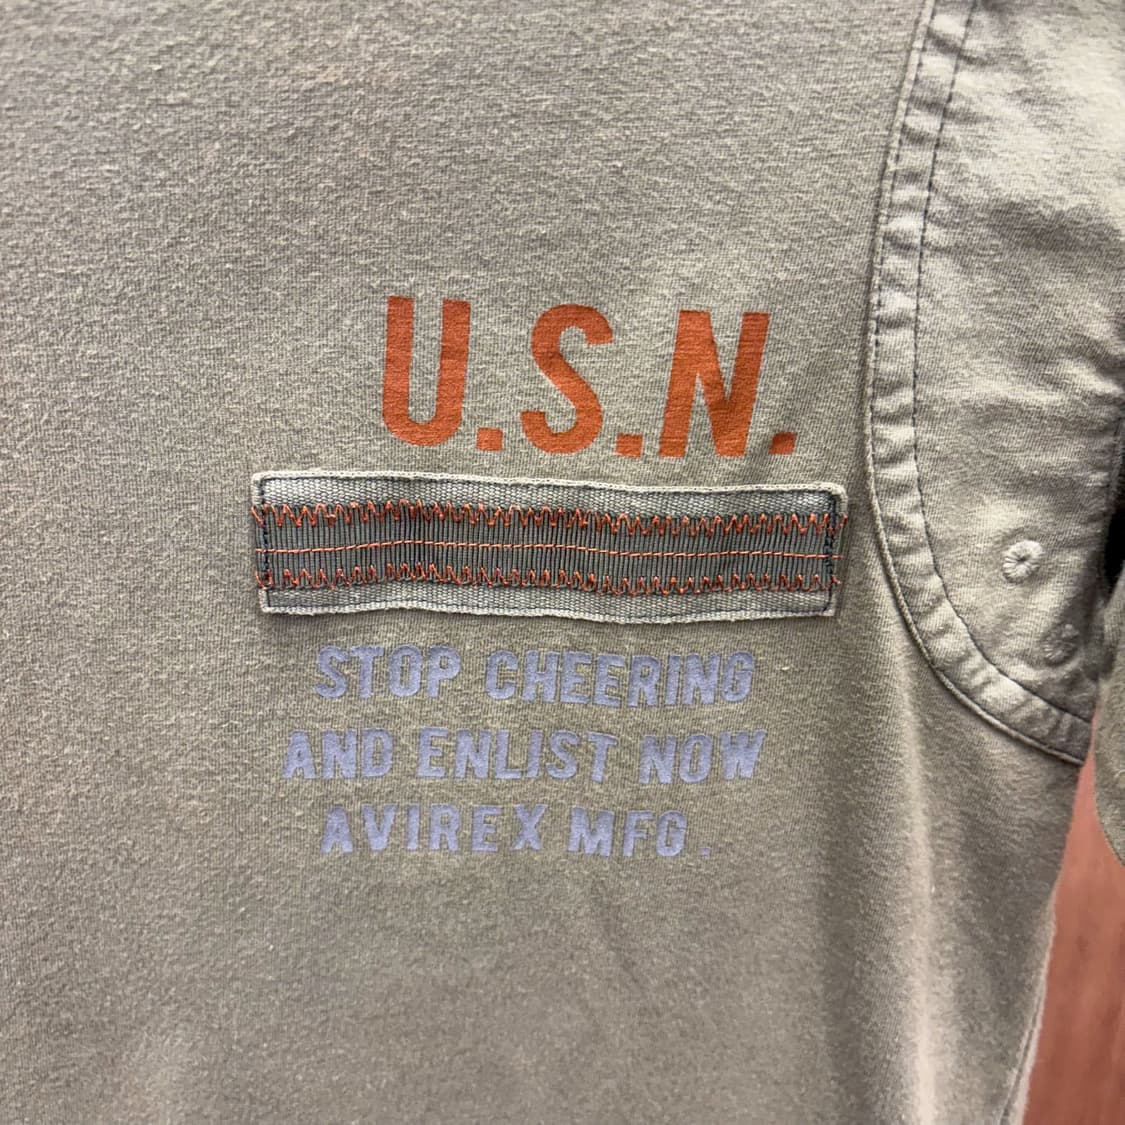 U.S.N.
STOP CHEERING
AND ENLIST NOW
AVIREX MFG.